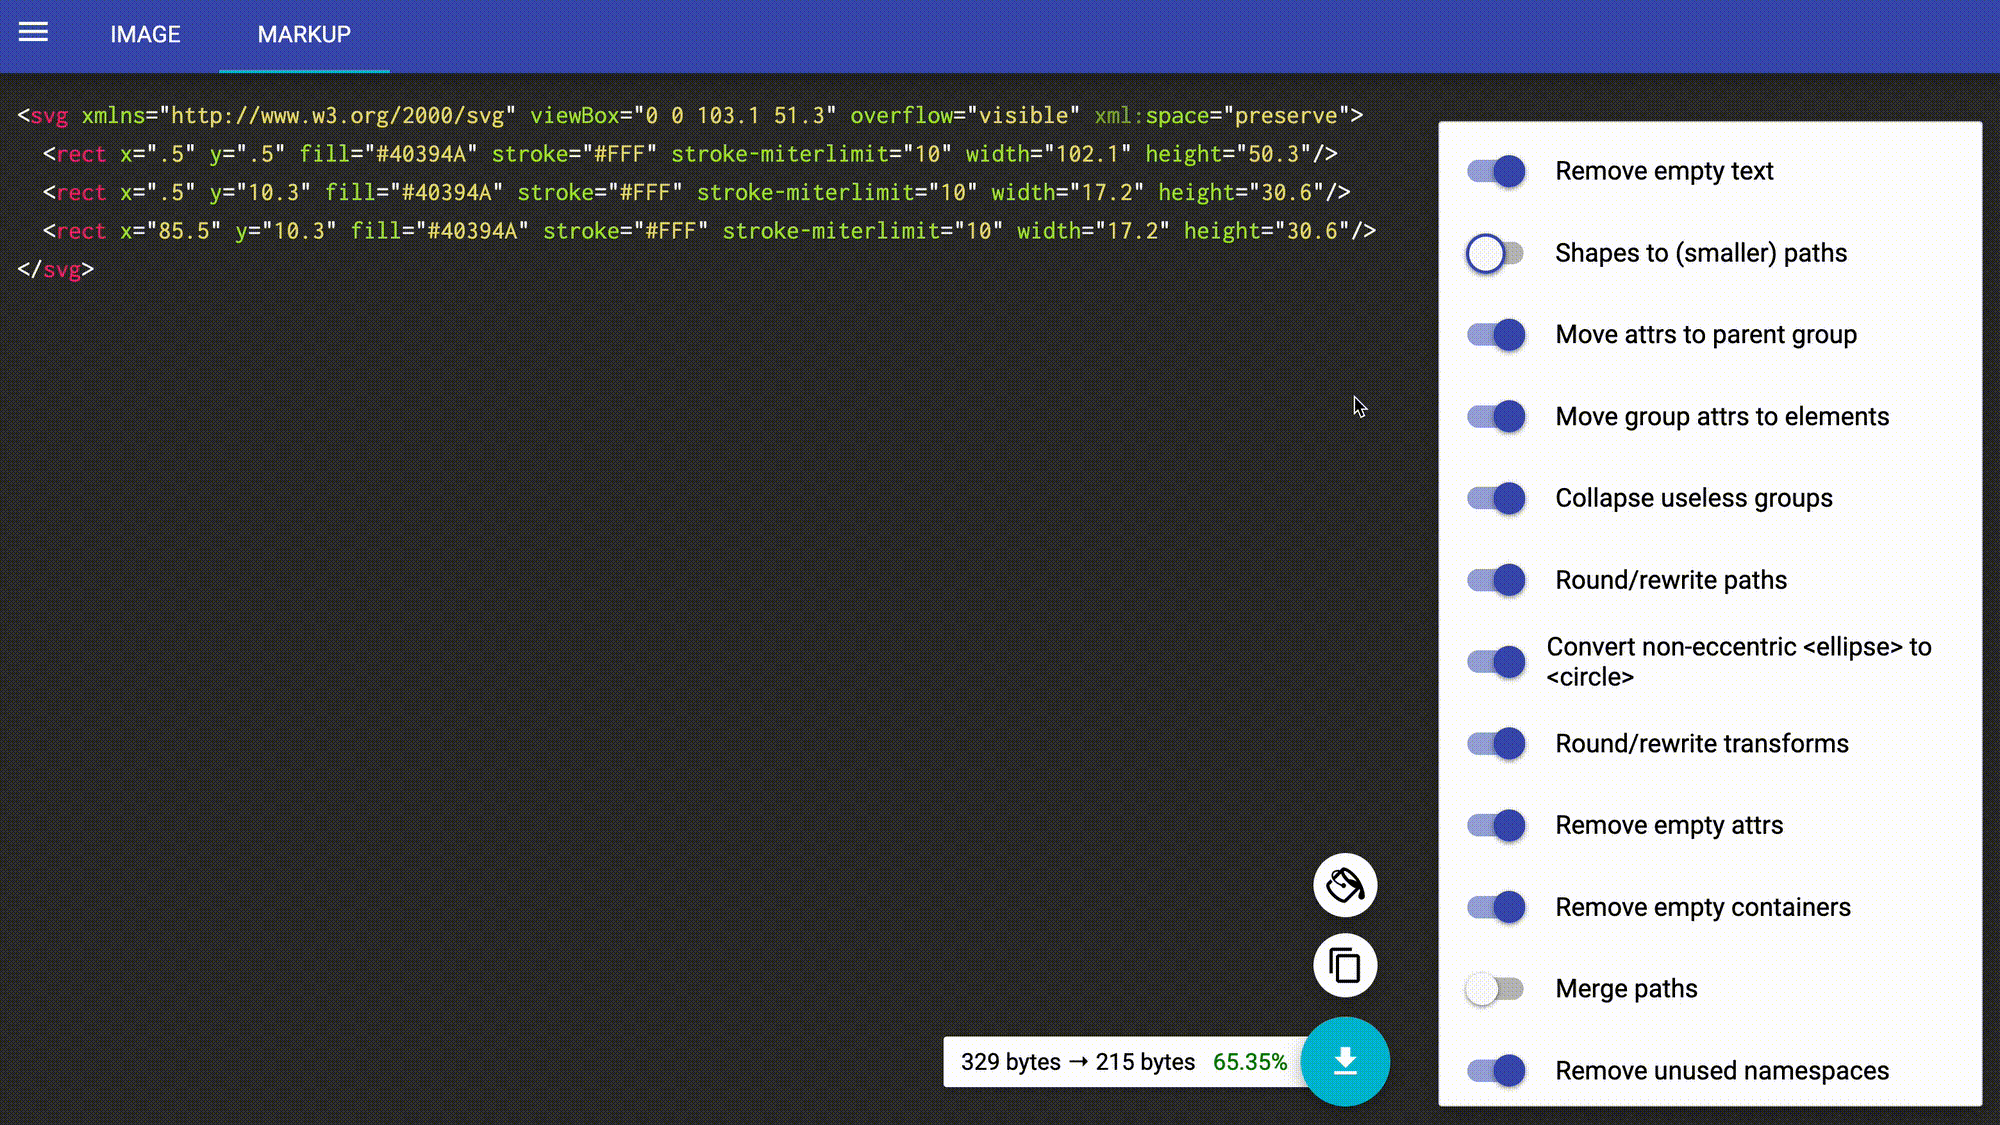 IMAGE
MARKUP
<svg xmlns="http://www.w3.org/2000/svg" viewBox="0 0 103.1 51.3" overflow="visible" xml:space="preserve">
<rect x=".5" y=".5" fill="#40394A" stroke="#FFF" stroke-miterlimit="10" width="102.1" height="50.3"/>
<rect x=".5" y="10.3" fill="#40394A" stroke="#FFF" stroke-miterlimit="10" width="17.2" height="30.6"/>
<rect x="85.5" y="10.3" fill="#40394A" stroke="#FFF" stroke-miterlimit="10" width="17.2" height="30.6"/>
</svg>
Remove empty text
Shapes to (smaller) paths
Move attrs to parent group
Move group attrs to elements
Collapse useless groups
Round/rewrite paths
Convert non-eccentric <ellipse> to
<circle>
Round/rewrite transforms
Remove empty attrs
Remove empty containers
Merge paths
Remove unused namespaces
329 bytes → 215 bytes 65.35%